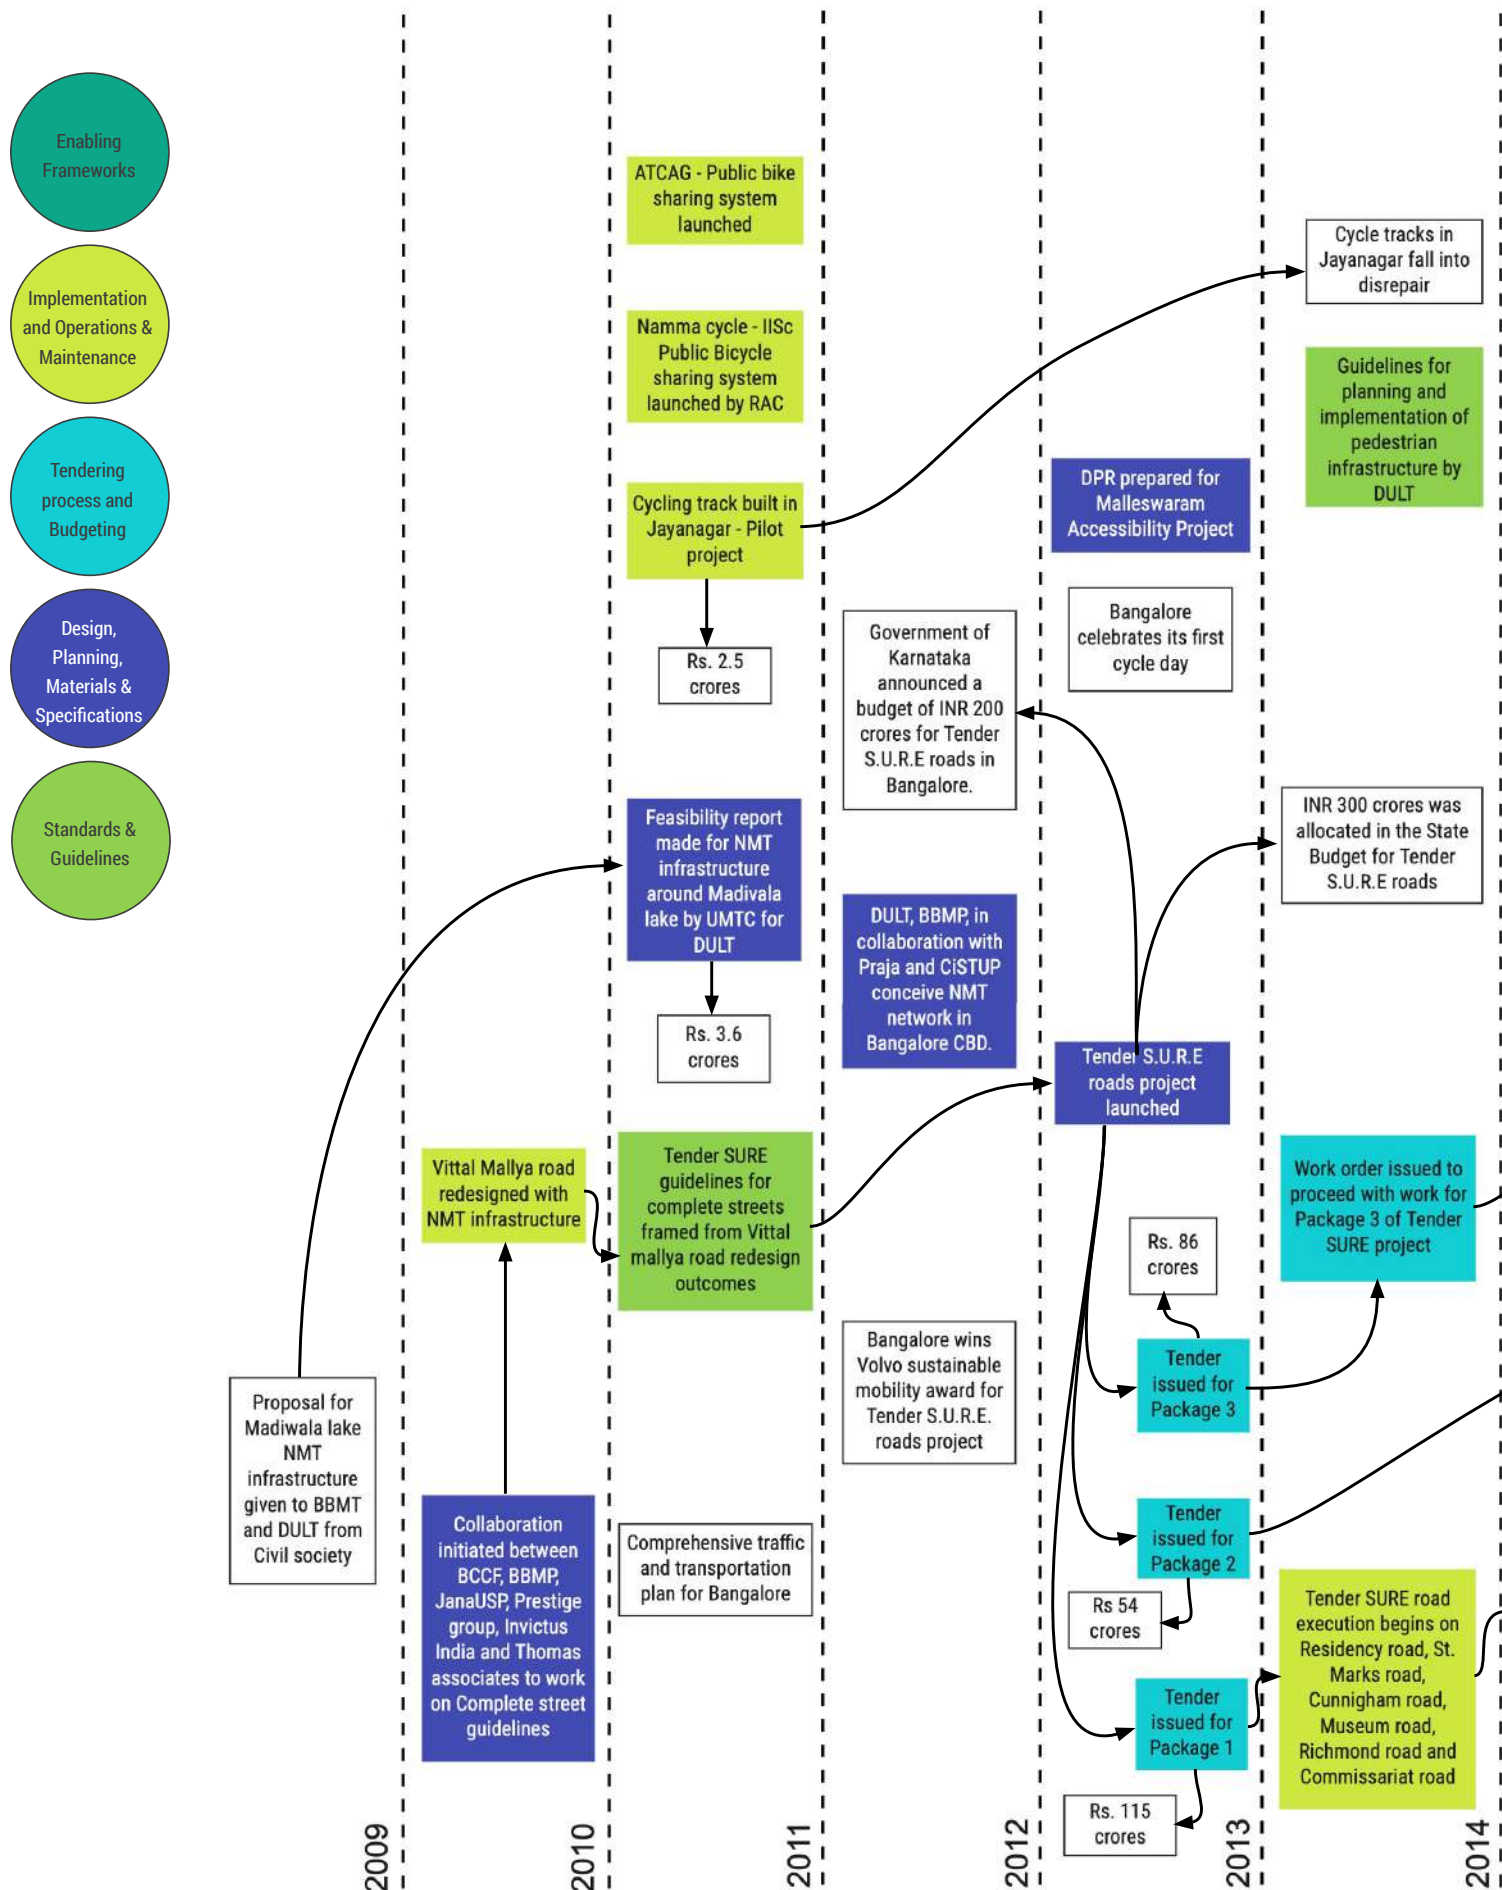 Enabling
Frameworks
Implementation
and Operations &
Maintenance
Tendering
process and
Budgeting
Design,
Planning,
Materials &
Specifications
Standards &
Guidelines
Proposal for
Madiwala lake
NMT
infrastructure
given to BBMT
and DULT from
Civil society
2009
Vittal Mallya road
redesigned with
NMT infrastructure
Collaboration
initiated between
BCCF, BBMP,
JanaUSP, Prestige
group, Invictus
India and Thomas
associates to work
on Complete street
guidelines
2010
ATCAG - Public bike
sharing system
launched
Namma cycle - IISc
Public Bicycle
sharing system
launched by RAC
Cycling track built in
Jayanagar - Pilot
project
Rs. 2.5
crores
Feasibility report
made for NMT
infrastructure
around Madivala
lake by UMTC for
DULT
Rs. 3.6
crores
Tender SURE
guidelines for
complete streets
framed from Vittal
mallya road redesign
outcomes
Comprehensive traffic
and transportation
plan for Bangalore
2011
Government of
Karnataka
announced a
budget of INR 200
crores for Tender
S.U.R.E roads in
Bangalore.
DULT, BBMP, in
collaboration with
Praja and CiSTUP
conceive NMT
network in
Bangalore CBD.
Bangalore wins
Volvo sustainable
mobility award for
Tender S.U.R.E.
roads project
2012
DPR prepared for
Malleswaram
Accessibility Project
Bangalore
celebrates its first
cycle day
Tender S.U.R.E
roads project
launched
Rs. 86
crores
Tender
issued for
Package 3
Tender
issued for
Package 2
Rs 54
crores
Tender
issued for
Package 1
Rs. 115
crores
2013
Cycle tracks in
Jayanagar fall into
disrepair
Guidelines for
planning and
implementation of
pedestrian
infrastructure by
DULT
INR 300 crores was
allocated in the State
Budget for Tender
S.U.R.E roads
Work order issued to
proceed with work for
Package 3 of Tender
SURE project
Tender SURE road
execution begins on
Residency road, St.
Marks road,
Cunnigham road,
Museum road,
Richmond road and
Commissariat road
2014